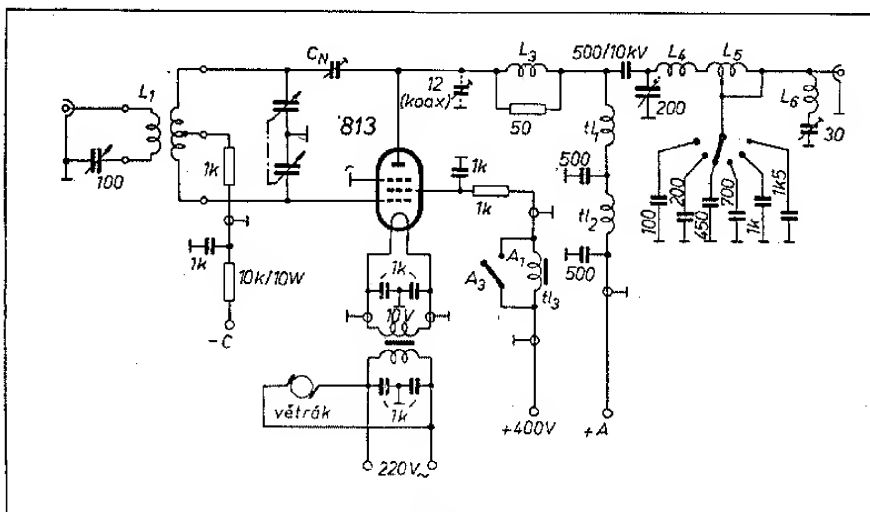 L1
100
1k
1k
10k/10W
-C
CN
'813
12
(koax)
L3
50
500/10kV
L4
L5
200
L6
30
tl1
500
tl2
500
1k
1k
A1
A3
tl3
1k
10V
1k
větrák
220V~
+400V
+A
100
200
450
700
1k
1k5